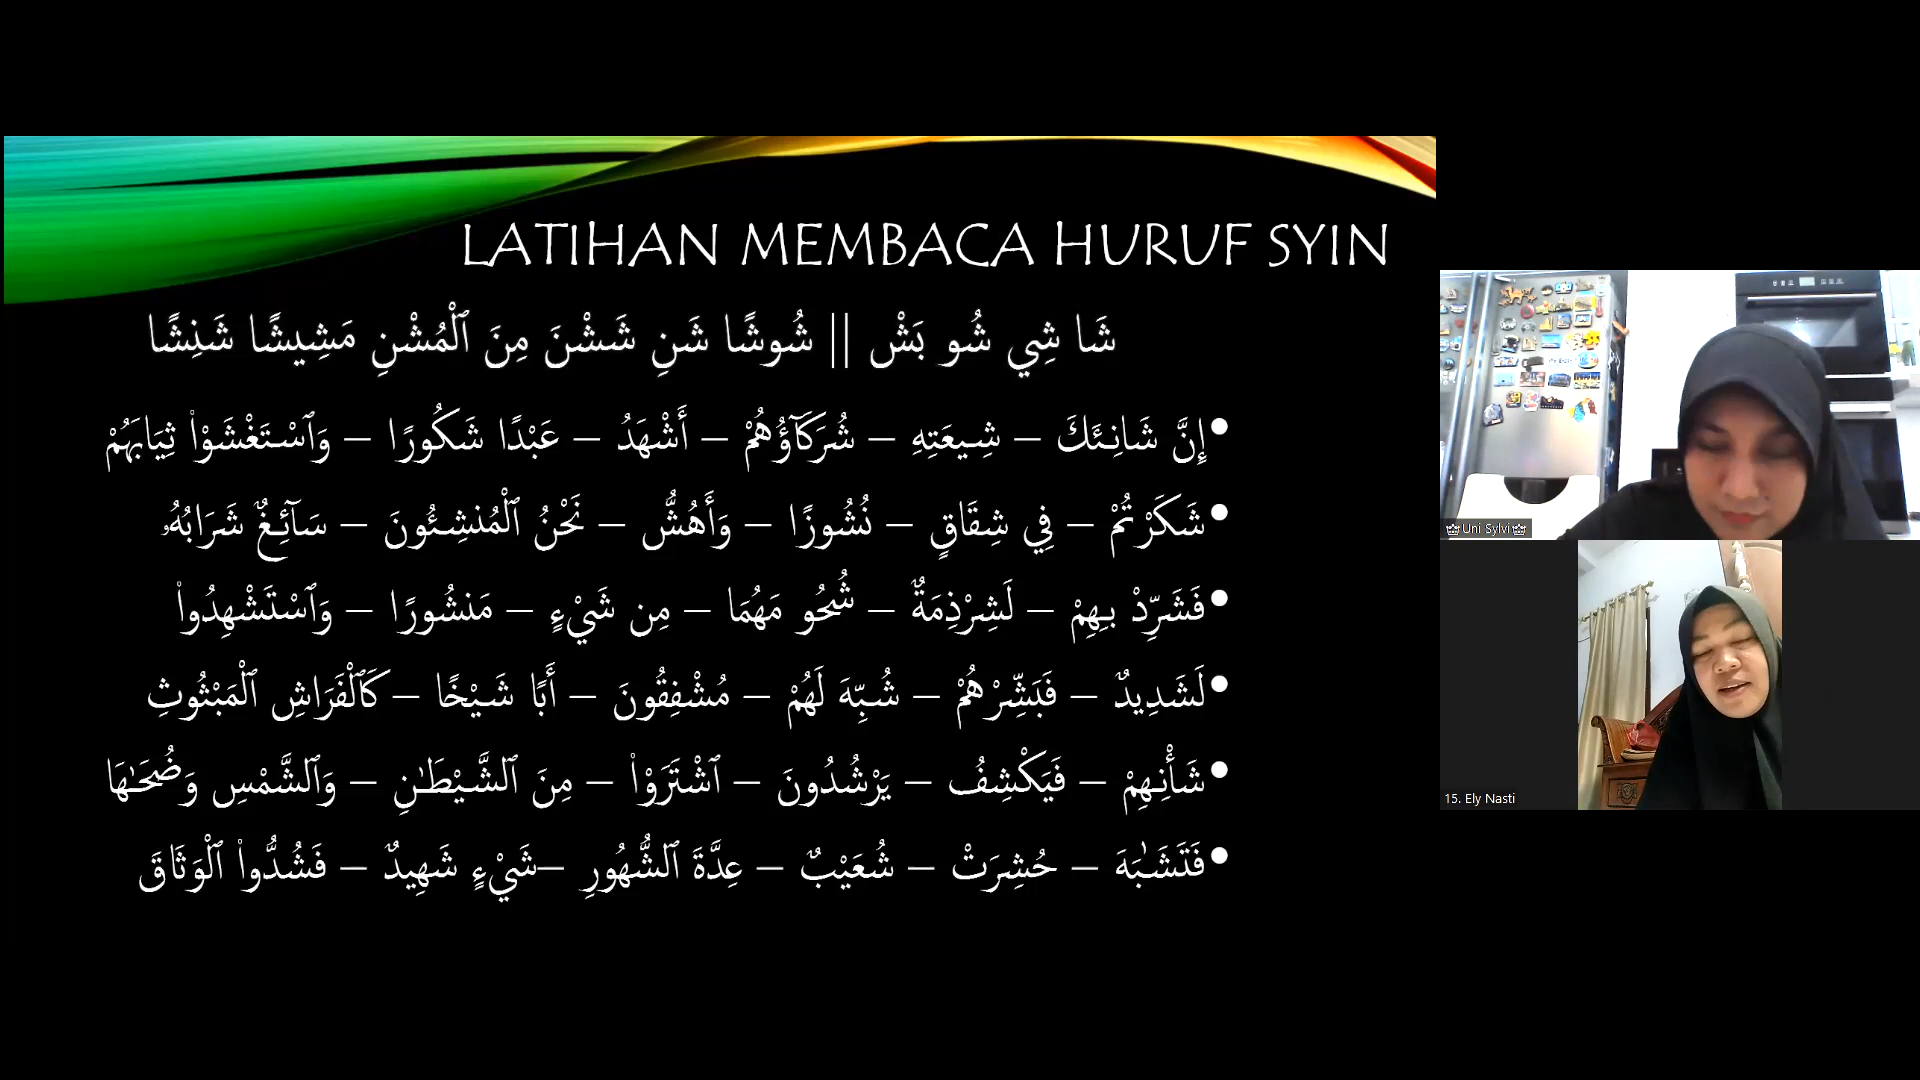 LATIHAN MEMBACA HURUF SYIN
شَا شِي شُو بَشْ || شُوشًا شَنِ شَشْنَ مِنَ ٱلْمُشْنِ مَشِيشًا شَنِشًا
•إِنَّ شَانِئَكَ – شِيعَتِهِ – شُرَكَآؤُهُمْ – أَشْهَدُ – عَبْدًا شَكُورًا – وَٱسْتَغْشَوْا۟ ثِيَابَهُمْ
•شَكَرْتُمْ – فِي شِقَاقٍ – نُشُوزًا – وَأَهُشُّ – نَحْنُ ٱلْمُنشِئُونَ – سَآئِغٌ شَرَابُهُۥ
•فَشَرِّدْ بِهِمْ – لَشِرْذِمَةٌ – شُحُو مَهْمَا – مِن شَيْءٍ – مَنشُورًا – وَٱسْتَشْهِدُوا۟
•لَشَدِيدٌ – فَبَشِّرْهُمْ – شُبِّهَ لَهُمْ – مُشْفِقُونَ – أَبًا شَيْخًا – كَٱلْفَرَاشِ ٱلْمَبْثُوثِ
•شَأْنِهِمْ – فَيَكْشِفُ – يَرْشُدُونَ – ٱشْتَرَوْا۟ – مِنَ ٱلشَّيْطَـٰنِ – وَٱلشَّمْسِ وَضُحَـٰهَا
•فَتَشَـٰبَهَ – حُشِرَتْ – شُعَيْبٌ – عِدَّةَ ٱلشُّهُورِ –شَيْءٍ شَهِيدٌ – فَشُدُّوا۟ ٱلْوَثَاقَ
Uni Sylvi
15. Ely Nasti